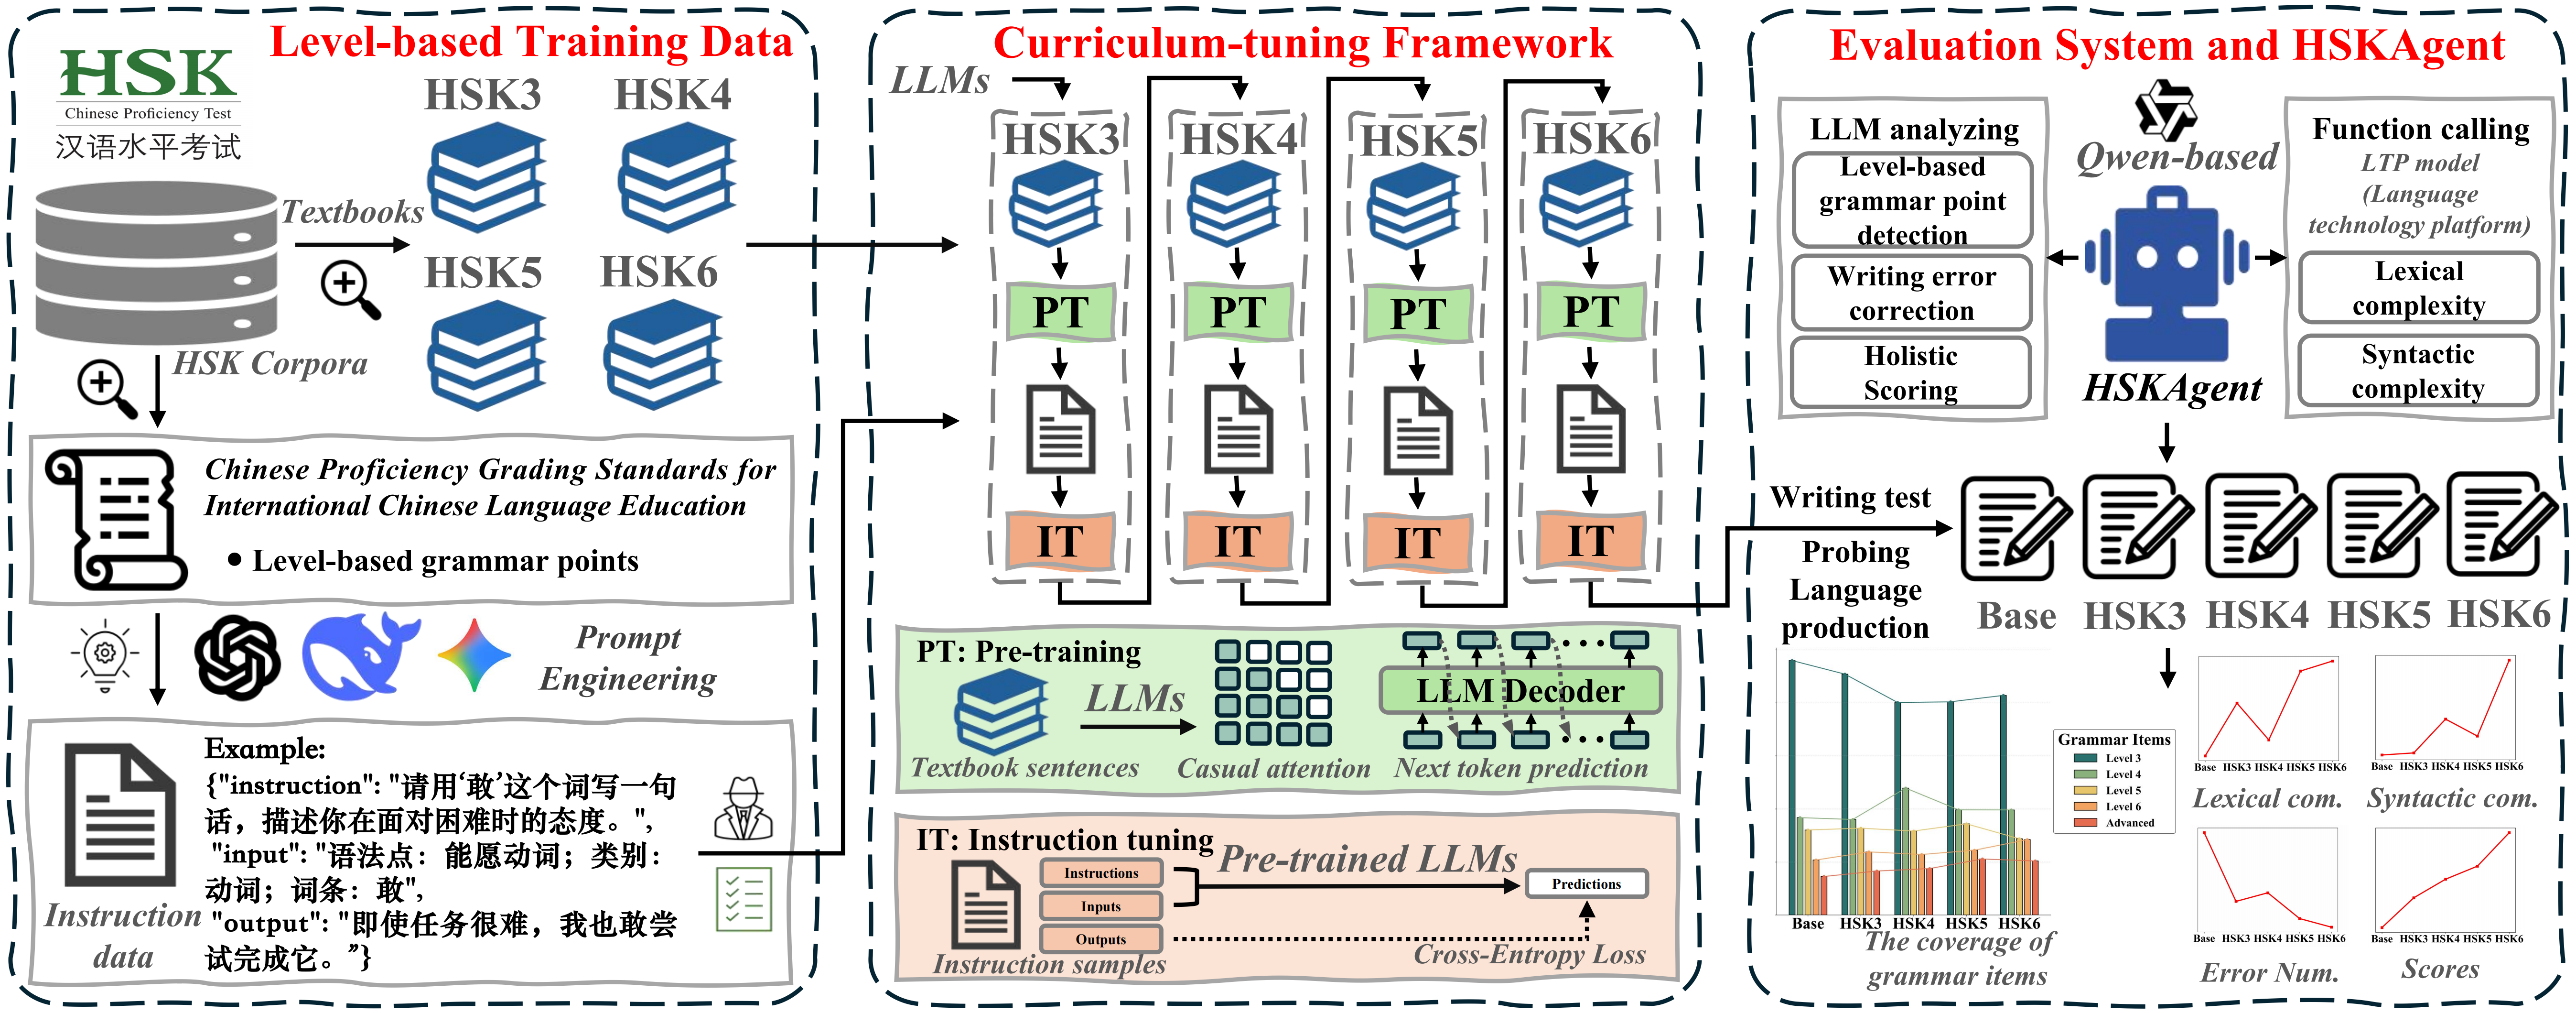 Level-based Training Data
HSK
Chinese Proficiency Test
汉语水平考试
HSK3
HSK4
Textbooks
HSK5
HSK6
HSK Corpora
Chinese Proficiency Grading Standards for
International Chinese Language Education
• Level-based grammar points
Prompt
Engineering
Example:
{"instruction": "请用‘敢’这个词写一句
话，描述你在面对困难时的态度。",
"input": "语法点：能愿动词；类别：
动词；词条：敢",
"output": "即使任务很难，我也敢尝
试完成它。”}
Instruction
data
Curriculum-tuning Framework
LLMs
HSK3
HSK4
HSK5
HSK6
PT
PT
PT
PT
IT
IT
IT
IT
PT: Pre-training
LLMs
LLM Decoder
Textbook sentences
Casual attention
Next token prediction
IT: Instruction tuning
Instructions
Inputs
Outputs
Pre-trained LLMs
Predictions
Instruction samples
Cross-Entropy Loss
Evaluation System and HSKAgent
LLM analyzing
Level-based
grammar point
detection
Writing error
correction
Holistic
Scoring
Qwen-based
HSKAgent
Function calling
LTP model
(Language
technology platform)
Lexical
complexity
Syntactic
complexity
Writing test
Probing
Language
production
Base
HSK3
HSK4
HSK5
HSK6
Grammar Items
Level 3
Level 4
Level 5
Level 6
Advanced
Base HSK3 HSK4 HSK5 HSK6
The coverage of
grammar items
Base HSK3 HSK4 HSK5 HSK6
Lexical com.
Base HSK3 HSK4 HSK5 HSK6
Syntactic com.
Base HSK3 HSK4 HSK5 HSK6
Error Num.
Base HSK3 HSK4 HSK5 HSK6
Scores